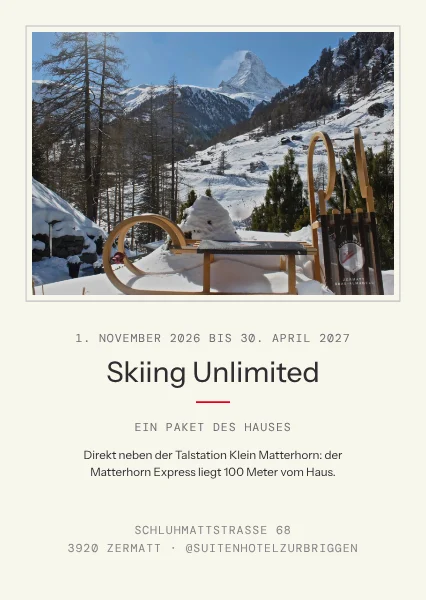 1. NOVEMBER 2026 BIS 30. APRIL 2027
Skiing Unlimited
EIN PAKET DES HAUSES
Direkt neben der Talstation Klein Matterhorn: der
Matterhorn Express liegt 100 Meter vom Haus.
SCHLUHMATTSTRASSE 68
3920 ZERMATT · @SUITENHOTELZURBRIGGEN